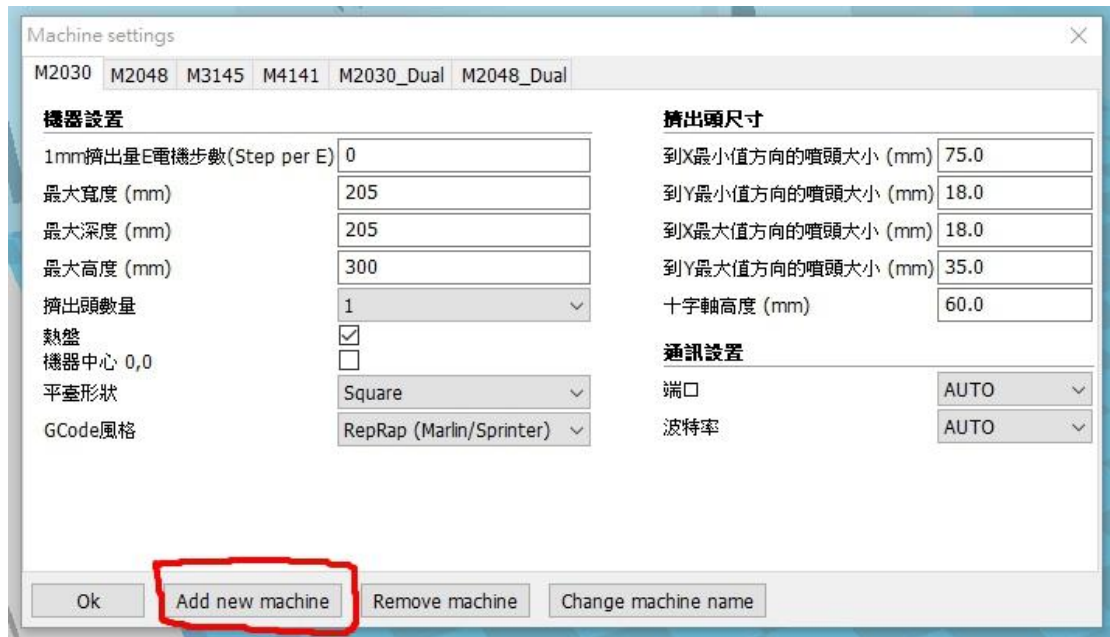 Machine settings
M2030 M2048 M3145 M4141 M2030_Dual M2048_Dual
機器設置
1mm擠出量E電機步數(Step per E) 0
最大寬度 (mm) 205
最大深度 (mm) 205
最大高度 (mm) 300
擠出頭數量 1
熱盤
機器中心 0,0
平臺形狀 Square
GCode風格 RepRap (Marlin/Sprinter)
擠出頭尺寸
到X最小值方向的噴頭大小 (mm) 75.0
到Y最小值方向的噴頭大小 (mm) 18.0
到X最大值方向的噴頭大小 (mm) 18.0
到Y最大值方向的噴頭大小 (mm) 35.0
十字軸高度 (mm) 60.0
通訊設置
端口 AUTO
波特率 AUTO
Ok Add new machine Remove machine Change machine name